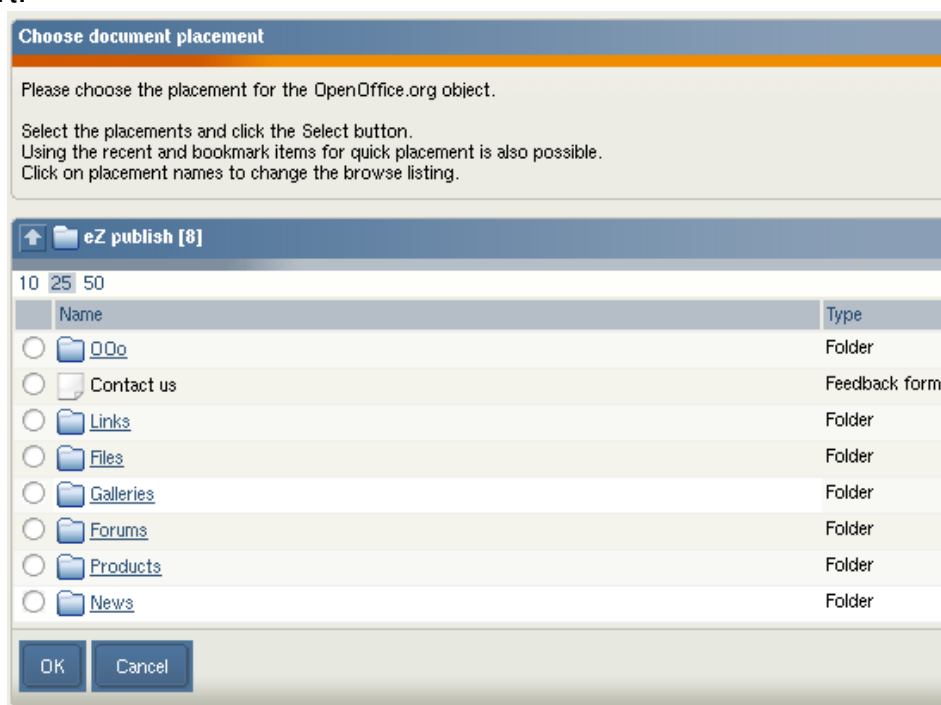 Choose document placement
Please choose the placement for the OpenOffice.org object.
Select the placements and click the Select button.
Using the recent and bookmark items for quick placement is also possible.
Click on placement names to change the browse listing.
eZ publish [8]
10 25 50
Name Type
OOo Folder
Contact us Feedback form
Links Folder
Files Folder
Galleries Folder
Forums Folder
Products Folder
News Folder
OK Cancel